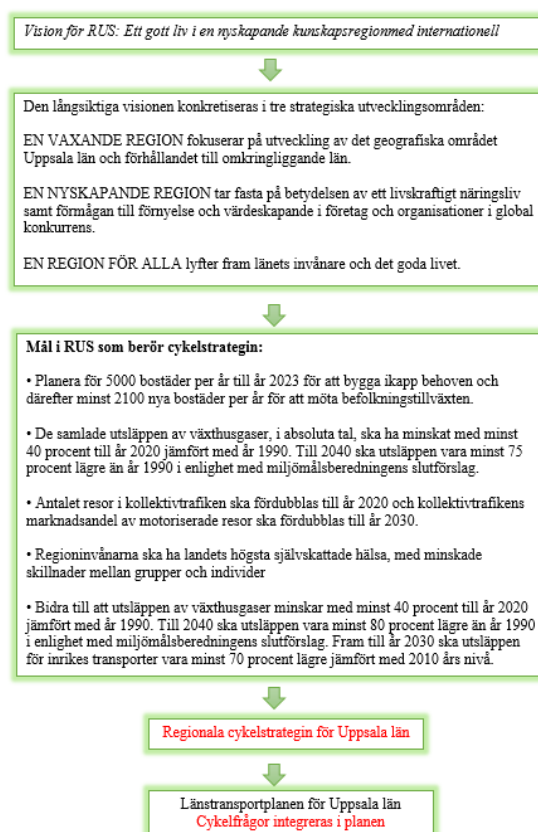 Vision för RUS: Ett gott liv i en nyskapande kunskapsregionmed internationell
Den långsiktiga visionen konkretiseras i tre strategiska utvecklingsområden:
EN VÄXANDE REGION fokuserar på utveckling av det geografiska området
Uppsala län och förhållandet till omkringliggande län.
EN NYSKAPANDE REGION tar fasta på betydelsen av ett livskraftigt näringsliv
samt förmågan till förnyelse och värdeskapande i företag och organisationer i global
konkurrens.
EN REGION FÖR ALLA lyfter fram länets invånare och det goda livet.
Mål i RUS som berör cykelstrategin:
• Planera för 5000 bostäder per år till år 2023 för att bygga ikapp behoven och
därefter minst 2100 nya bostäder per år för att möta befolkningstillväxten.
• De samlade utsläppen av växthusgaser, i absoluta tal, ska ha minskat med minst
40 procent till år 2020 jämfört med år 1990. Till 2040 ska utsläppen vara minst 75
procent lägre än år 1990 i enlighet med miljömålsberedningens slutförslag.
• Antalet resor i kollektivtrafiken ska fördubblas till år 2020 och kollektivtrafikens
marknadsandel av motoriserade resor ska fördubblas till år 2030.
• Regioninvånarna ska ha landets högsta självskattade hälsa, med minskade
skillnader mellan grupper och individer
• Bidra till att utsläppen av växthusgaser minskar med minst 40 procent till år 2020
jämfört med år 1990. Till 2040 ska utsläppen vara minst 80 procent lägre än år 1990
i enlighet med miljömålsberedningens slutförslag. Fram till år 2030 ska utsläppen
för inrikes transporter vara minst 70 procent lägre jämfört med 2010 års nivå.
Regionala cykelstrategin för Uppsala län
Länstransportplanen för Uppsala län
Cykelfrågor integreras i planen